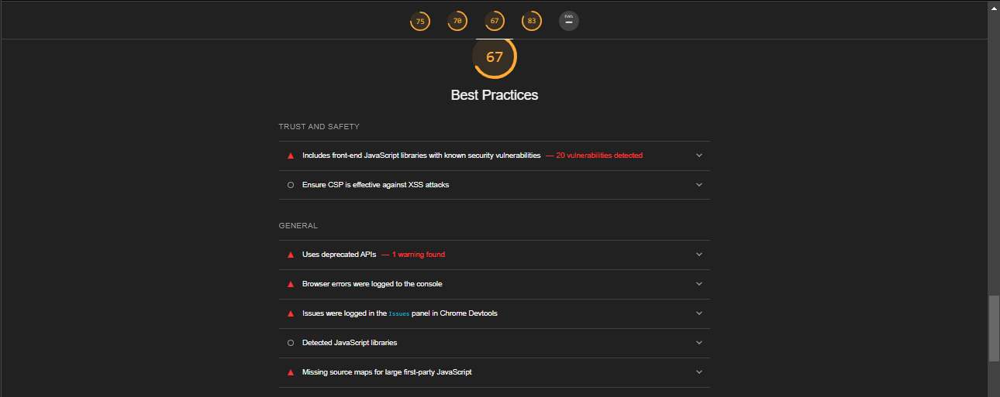 75 70 67 83 PWA
67
Best Practices
TRUST AND SAFETY
Includes front-end JavaScript libraries with known security vulnerabilities — 20 vulnerabilities detected
Ensure CSP is effective against XSS attacks
GENERAL
Uses deprecated APIs — 1 warning found
Browser errors were logged to the console
Issues were logged in the Issues panel in Chrome Devtools
Detected JavaScript libraries
Missing source maps for large first-party JavaScript